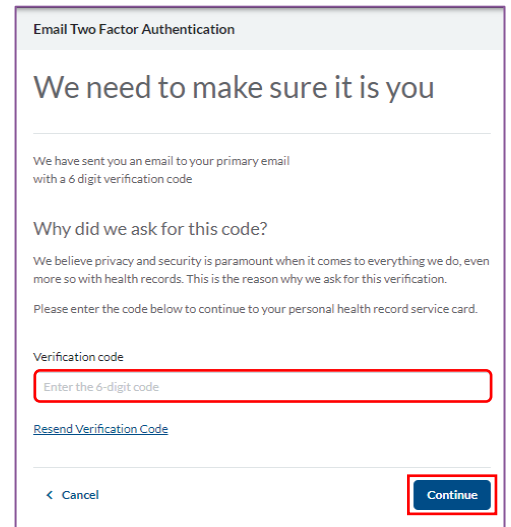 Email Two Factor Authentication
We need to make sure it is you
We have sent you an email to your primary email
with a 6 digit verification code
Why did we ask for this code?
We believe privacy and security is paramount when it comes to everything we do, even
more so with health records. This is the reason why we ask for this verification.
Please enter the code below to continue to your personal health record service card.
Verification code
Enter the 6-digit code
Resend Verification Code
< Cancel
Continue